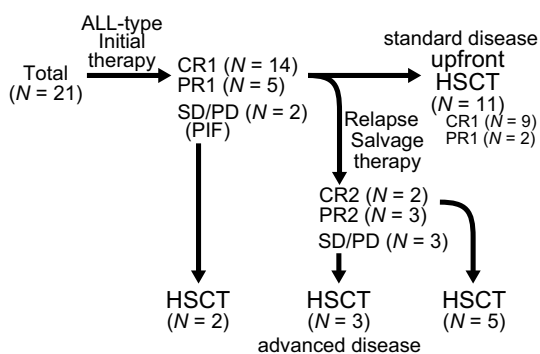 Total
(N = 21)
ALL-type
Initial
therapy
CR1 (N = 14)
PR1 (N = 5)
SD/PD (N = 2)
(PIF)
standard disease
upfront
HSCT
(N = 11)
CR1 (N = 9)
PR1 (N = 2)
Relapse
Salvage
therapy
CR2 (N = 2)
PR2 (N = 3)
SD/PD (N = 3)
HSCT
(N = 2)
HSCT
(N = 3)
HSCT
(N = 5)
advanced disease